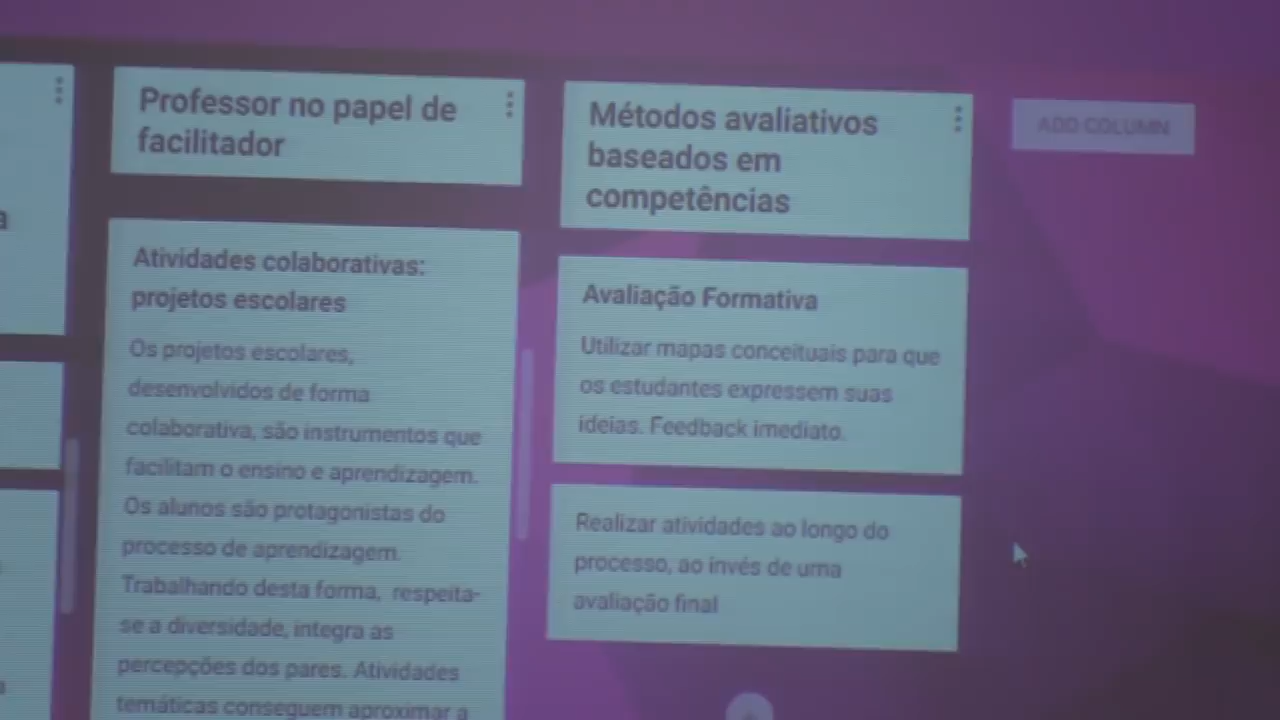 Professor no papel de
facilitador
Atividades colaborativas:
projetos escolares
Os projetos escolares,
desenvolvidos de forma
colaborativa, são instrumentos que
facilitam o ensino e aprendizagem.
Os alunos são protagonistas do
processo de aprendizagem.
Trabalhando desta forma, respeita-
se a diversidade, integra as
percepções dos pares. Atividades
temáticas conseguem aproximar a
Métodos avaliativos
baseados em
competências
Avaliação Formativa
Utilizar mapas conceituais para que
os estudantes expressem suas
ideias. Feedback imediato.
Realizar atividades ao longo do
processo, ao invés de uma
avaliação final
ADD COLUMN